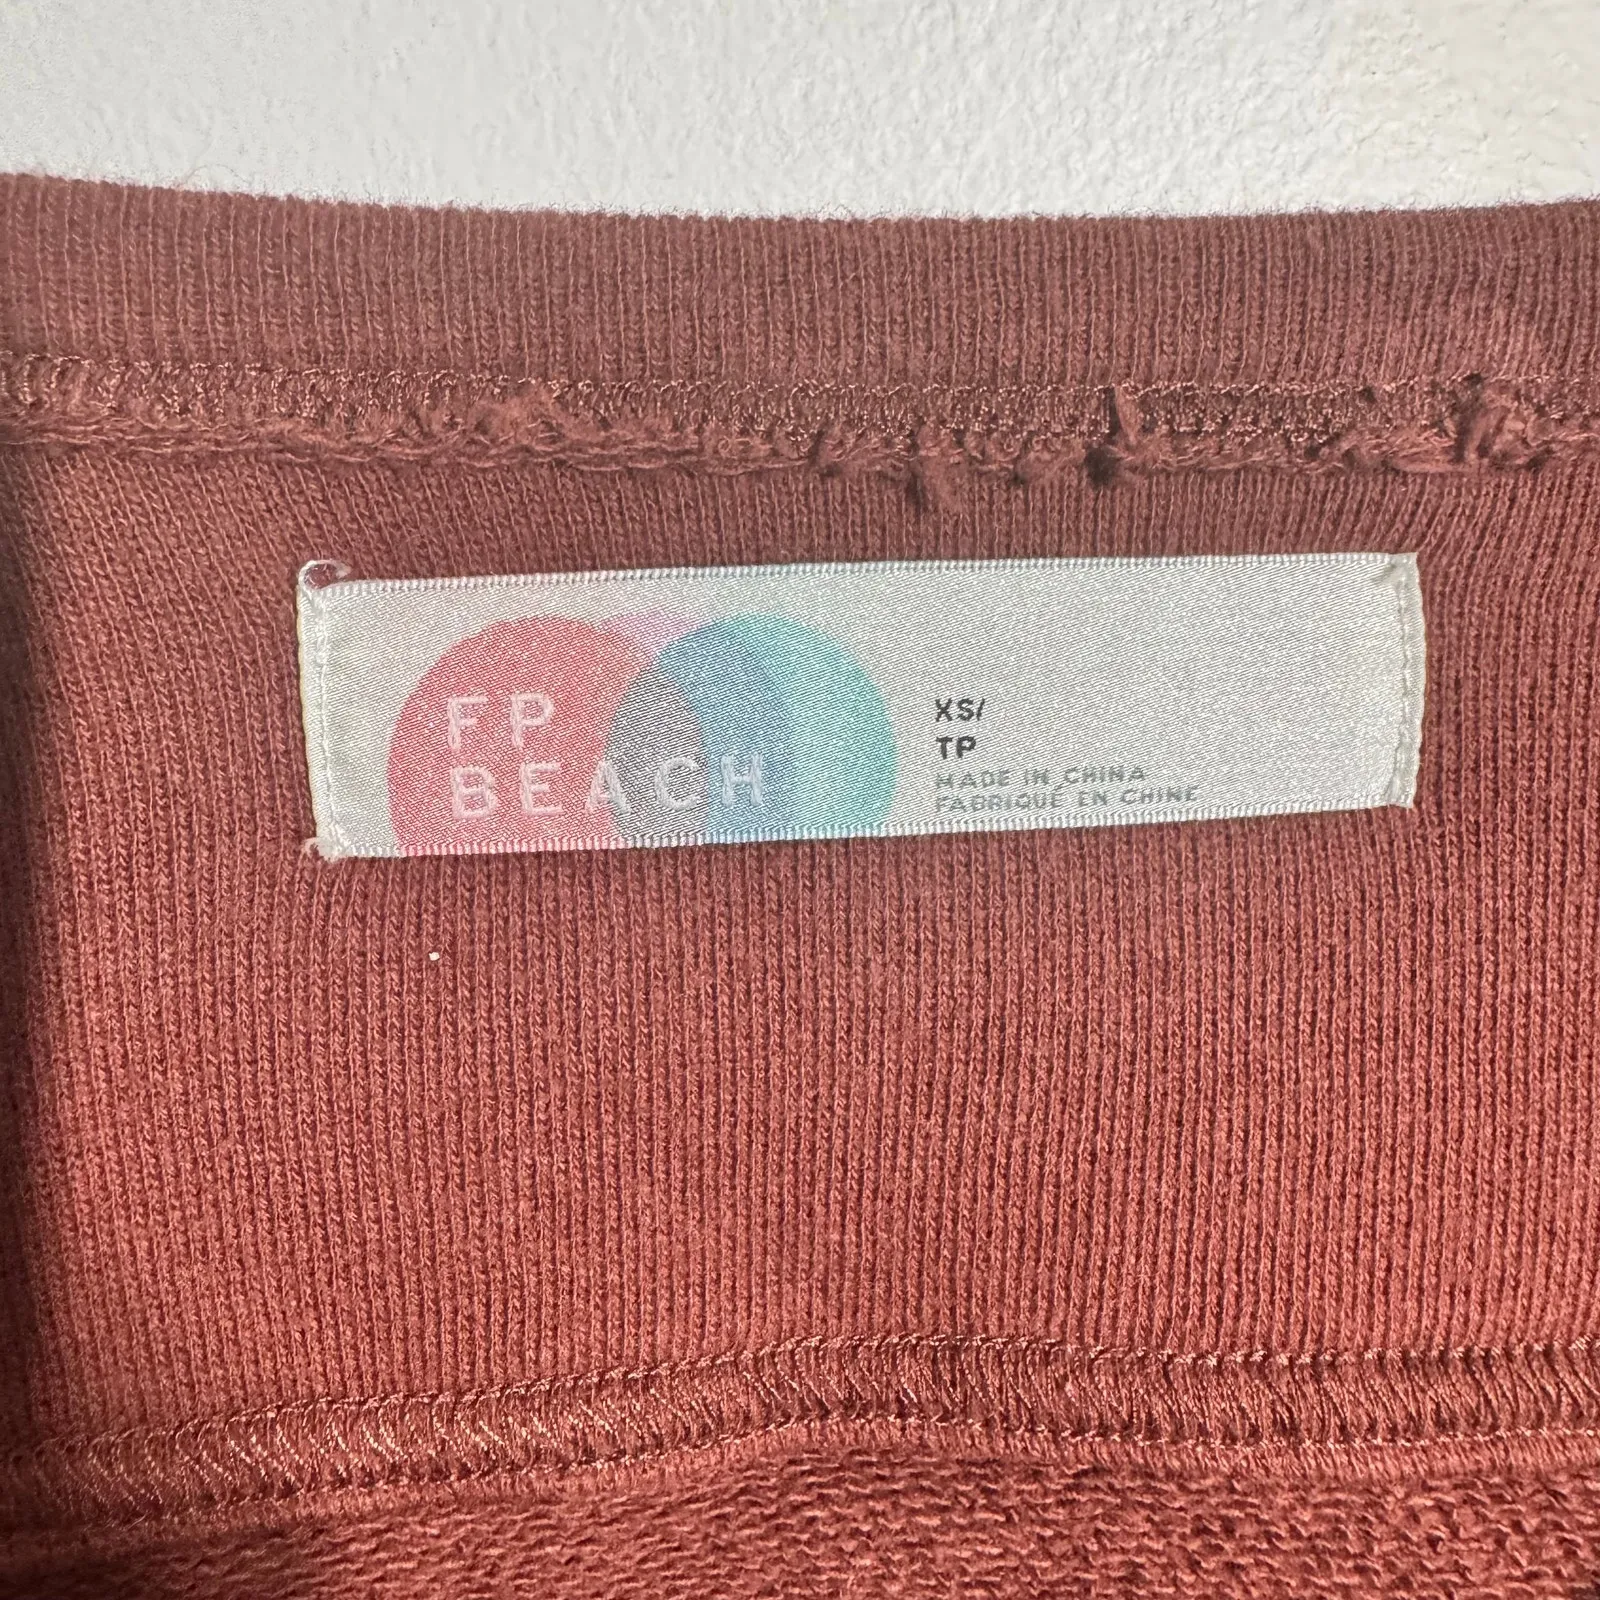 FP
BEACH
XS/
TP
MADE IN CHINA
FABRIQUÉ EN CHINE